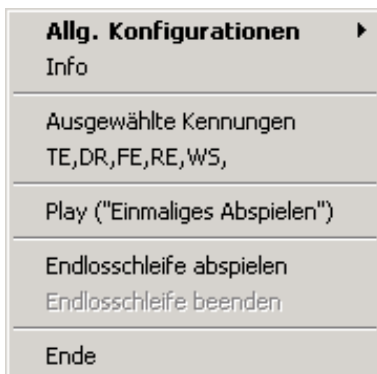 Allg. Konfigurationen
Info
Ausgewählte Kennungen
TE,DR,FE,RE,WS,
Play ("Einmaliges Abspielen")
Endlosschleife abspielen
Endlosschleife beenden
Ende